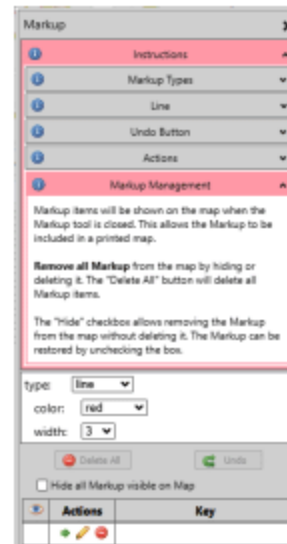 Markup
Instructions
Markup Types
Line
Undo Button
Actions
Markup Management
Markup items will be shown on the map when the
Markup tool is closed. This allows the Markup to be
included in a printed map.
Remove all Markup from the map by hiding or
deleting it. The "Delete All" button will delete all
Markup items.
The "Hide" checkbox allows removing the Markup
from the map without deleting it. The Markup can be
restored by unchecking the box.
type: line
color: red
width: 3
Delete All Undo
Hide all Markup visible on Map
Actions Key